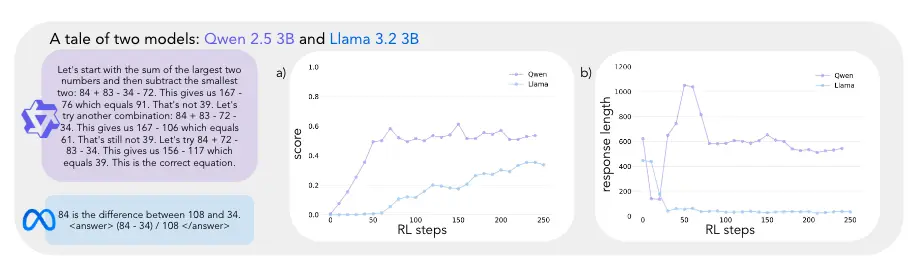 A tale of two models: Qwen 2.5 3B and Llama 3.2 3B
Let's start with the sum of the largest two
numbers and then subtract the smallest
two: 84 + 83 - 34 - 72. This gives us 167 -
76 which equals 91. That's not 39. Let's
try another combination: 84 + 83 - 72 -
34. This gives us 167 - 106 which equals
61. That's still not 39. Let's try 84 + 72 -
83 - 34. This gives us 156 - 117 which
equals 39. This is the correct equation.
84 is the difference between 108 and 34.
<answer> (84 - 34) / 108 </answer>
a)
score
1.0
0.8
0.6
0.4
0.2
0.0
0
50
100
150
200
250
RL steps
Qwen
Llama
b)
response length
1200
1000
800
600
400
200
0
0
50
100
150
200
250
RL steps
Qwen
Llama